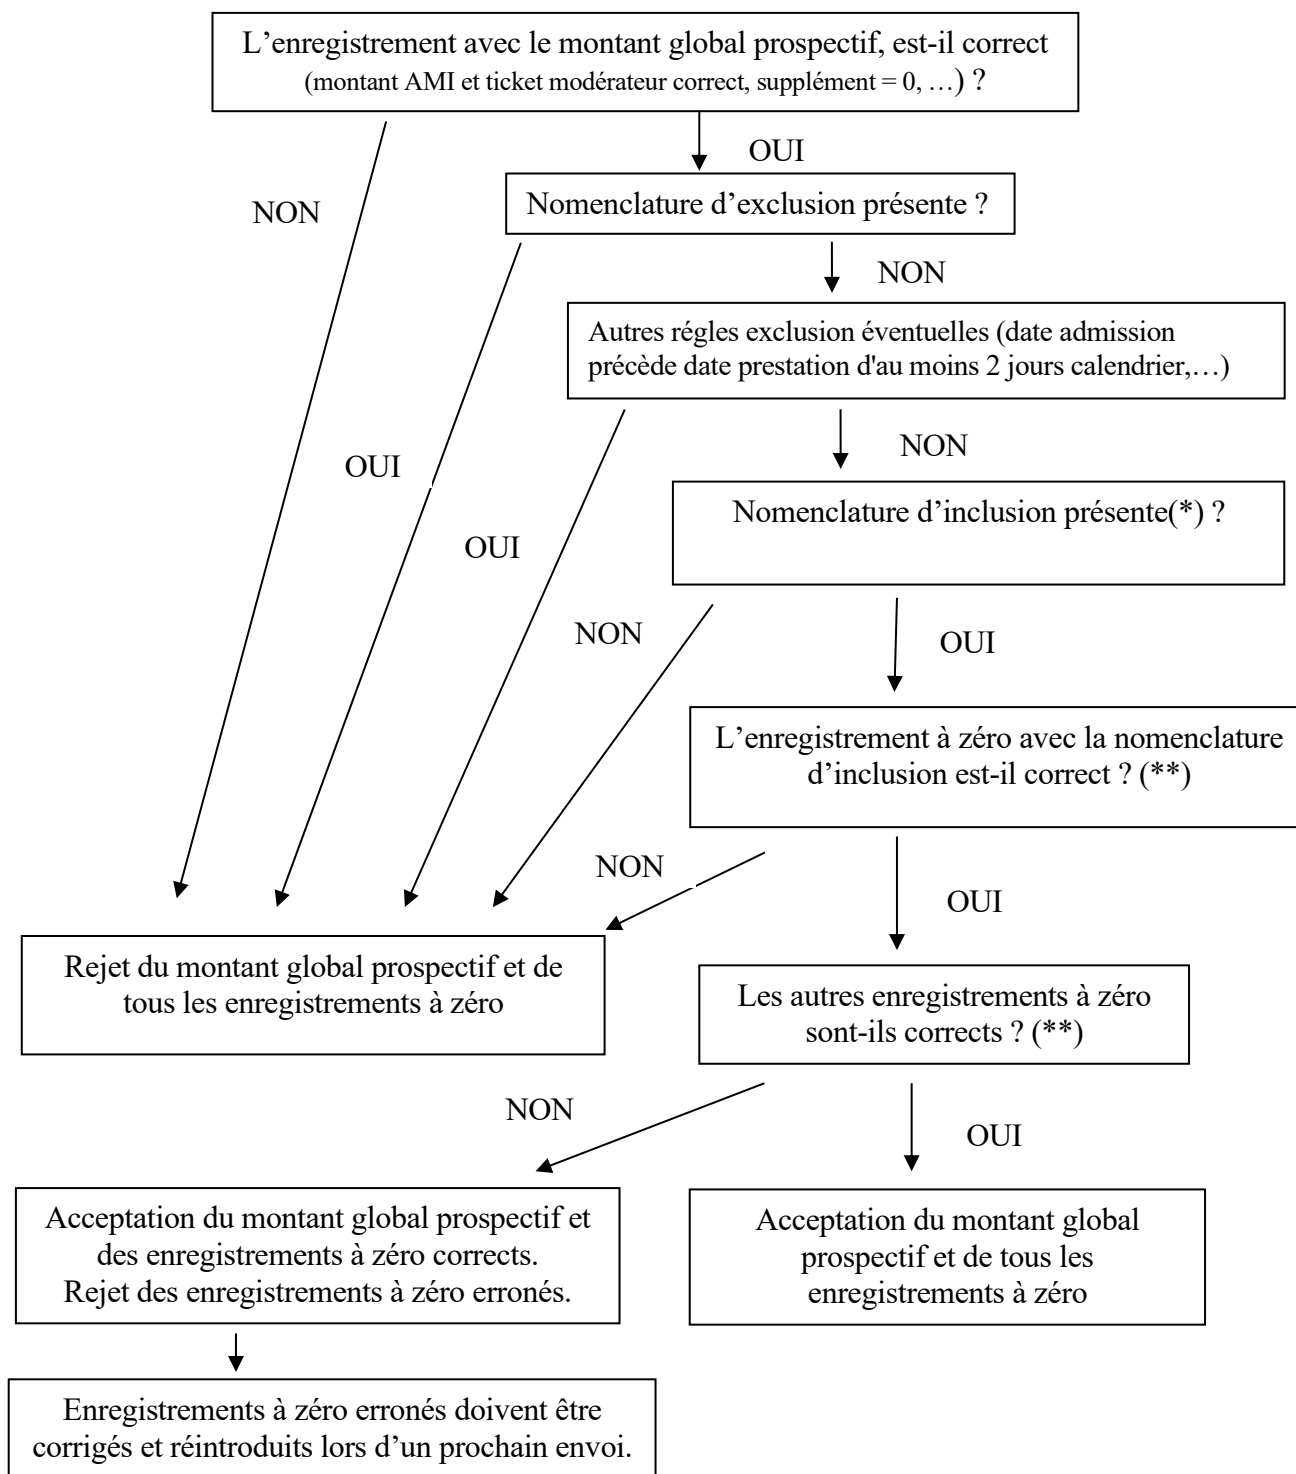 L’enregistrement avec le montant global prospectif, est-il correct
(montant AMI et ticket modérateur correct, supplément = 0, …) ?
OUI
NON
Nomenclature d’exclusion présente ?
NON
Autres régles exclusion éventuelles (date admission
précède date prestation d'au moins 2 jours calendrier,…)
NON
OUI
Nomenclature d’inclusion présente(*) ?
OUI
NON
OUI
L’enregistrement à zéro avec la nomenclature
d’inclusion est-il correct ? (**)
NON
OUI
Rejet du montant global prospectif et de
tous les enregistrements à zéro
Les autres enregistrements à zéro
sont-ils corrects ? (**)
NON
OUI
Acceptation du montant global prospectif et
des enregistrements à zéro corrects.
Rejet des enregistrements à zéro erronés.
Acceptation du montant global
prospectif et de tous les
enregistrements à zéro
Enregistrements à zéro erronés doivent être
corrigés et réintroduits lors d’un prochain envoi.